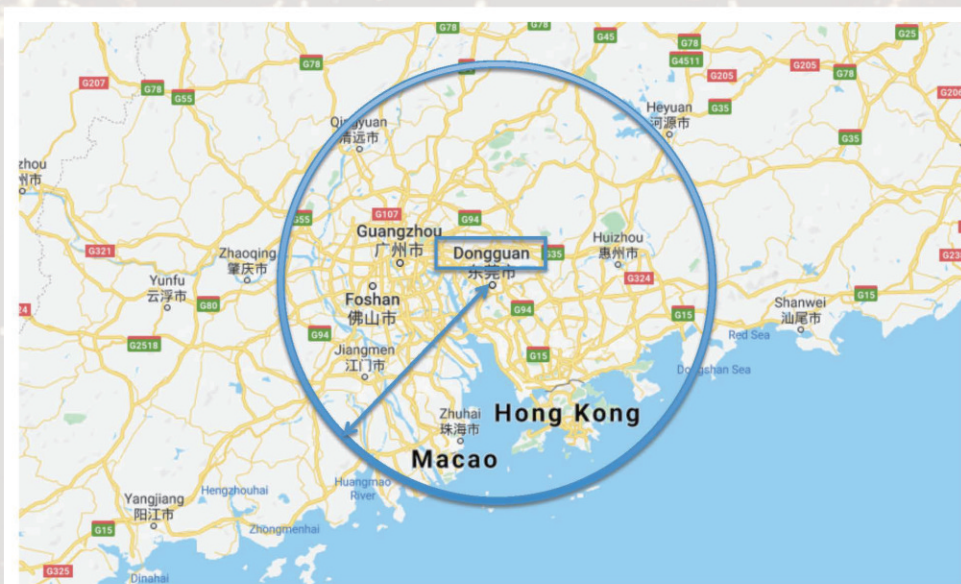 G78
G45
G25
G78
G78
G4511
G205
G205
G78
G207
G78
G55
G206
Heyuan
河源市
G35
Qingyuan
清远市
G35
zhou
州市
G107
G94
G55
Guangzhou
广州市
Dongguan
东莞市
G35
Huizhou
惠州市
G321
Zhaoqing
肇庆市
G324
Yunfu
云浮市
G80
Foshan
佛山市
G94
Shanwei
汕尾市
G15
G15
G94
G2518
Jiangmen
江门市
G15
Red Sea
Dongshan Sea
Zhuhai
珠海市
Hong Kong
Macao
Huangmao
River
Hengzhouhai
Yangjiang
阳江市
G15
Zhongmenhai
G325
Dinahai